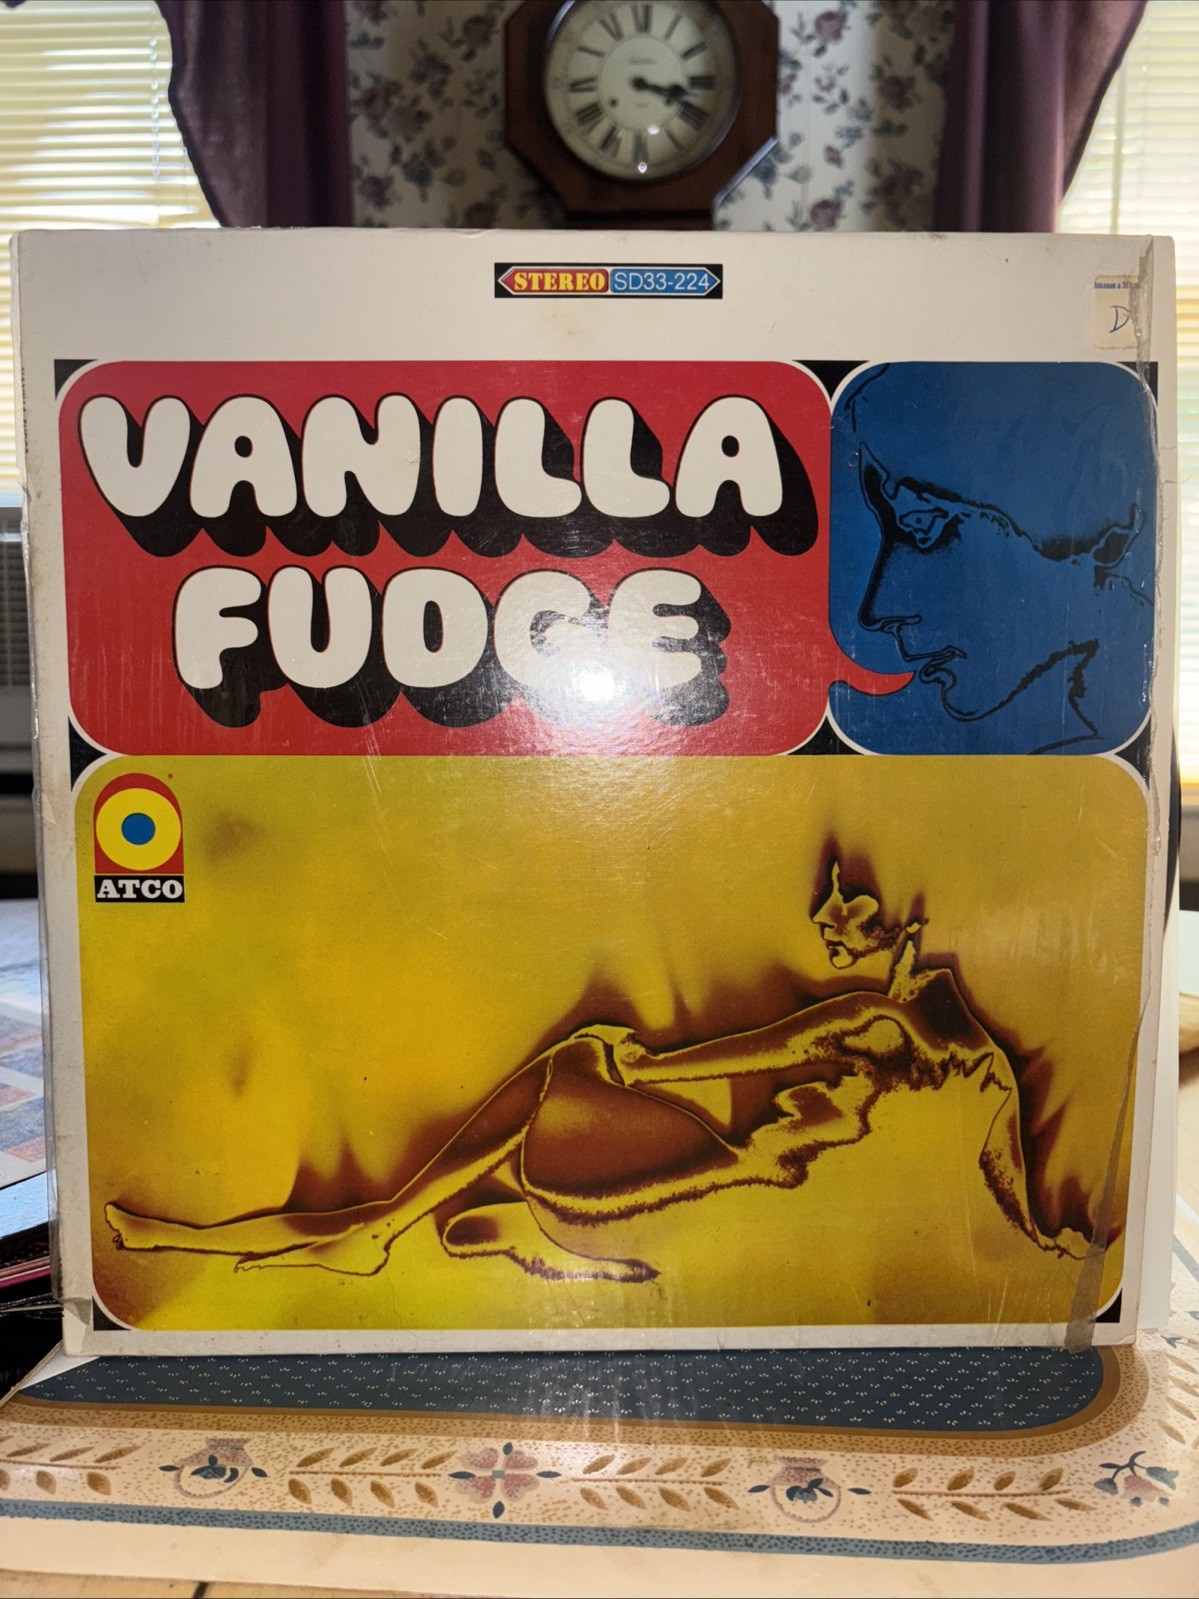 STEREO SD33-224
VANILLA
FUDGE
ATCO